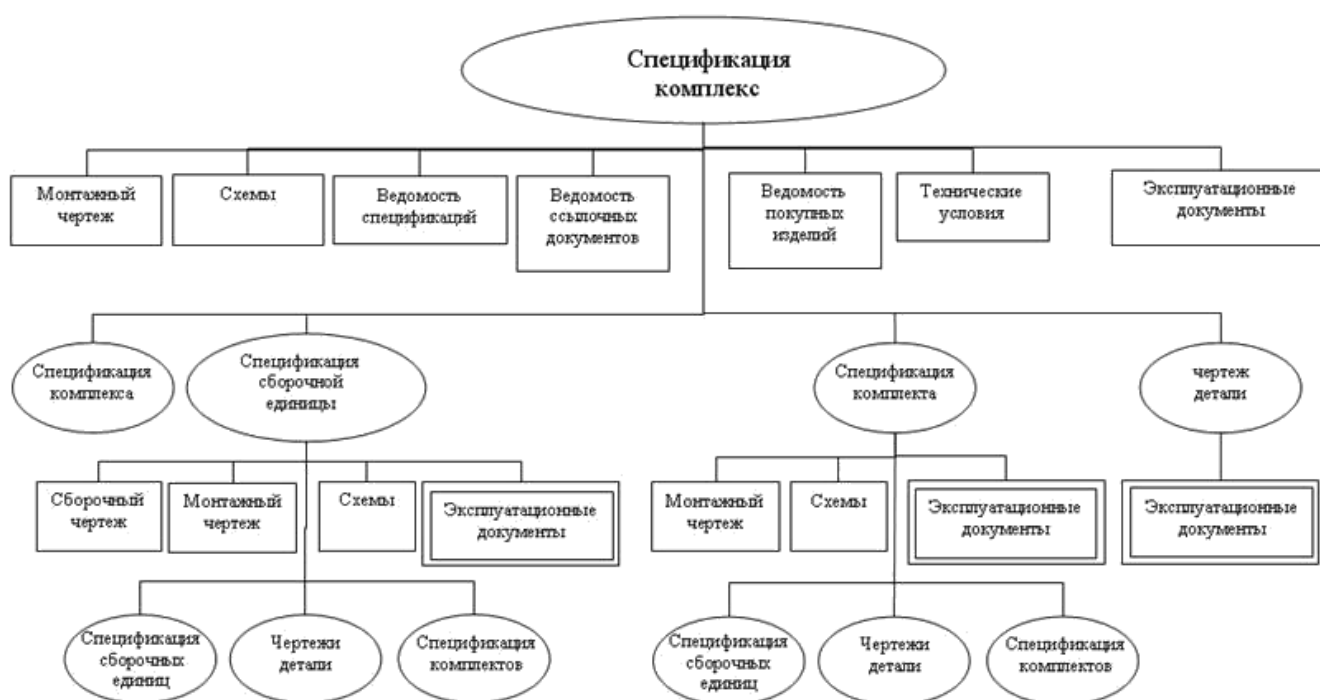 Спецификация
комплекс
Монтажный
чертеж
Схемы
Ведомость
спецификаций
Ведомость
ссылочных
документов
Ведомость
покупных
изделий
Технические
условия
Эксплуатационные
документы
Спецификация
комплекса
Спецификация
сборочной
единицы
Спецификация
комплекта
чертеж
детали
Сборочный
чертеж
Монтажный
чертеж
Схемы
Эксплуатационные
документы
Монтажный
чертеж
Схемы
Эксплуатационные
документы
Эксплуатационные
документы
Спецификация
сборочных
единиц
Чертежи
детали
Спецификация
комплектов
Спецификация
сборочных
единиц
Чертежи
детали
Спецификация
комплектов